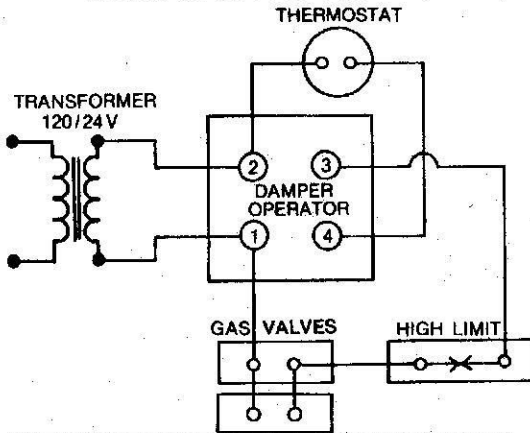 THERMOSTAT
TRANSFORMER
120/24 V
2
3
DAMPER
OPERATOR
1
4
GAS VALVES
HIGH LIMIT